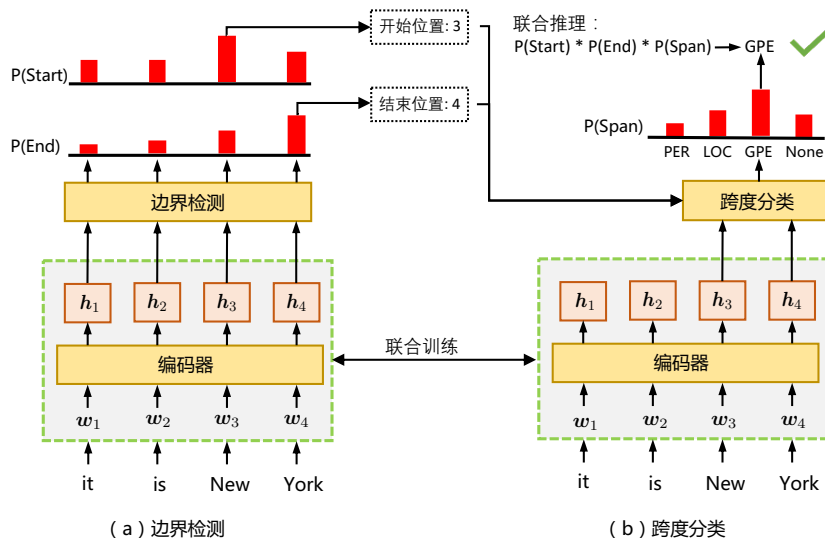 开始位置: 3
P(Start)
结束位置: 4
P(End)
边界检测
h1 h2 h3 h4
编码器
w1 w2 w3 w4
it is New York
(a)边界检测
联合训练
联合推理：
P(Start) * P(End) * P(Span) GPE
P(Span)
PER LOC GPE None
跨度分类
h1 h2 h3 h4
编码器
w1 w2 w3 w4
it is New York
(b)跨度分类